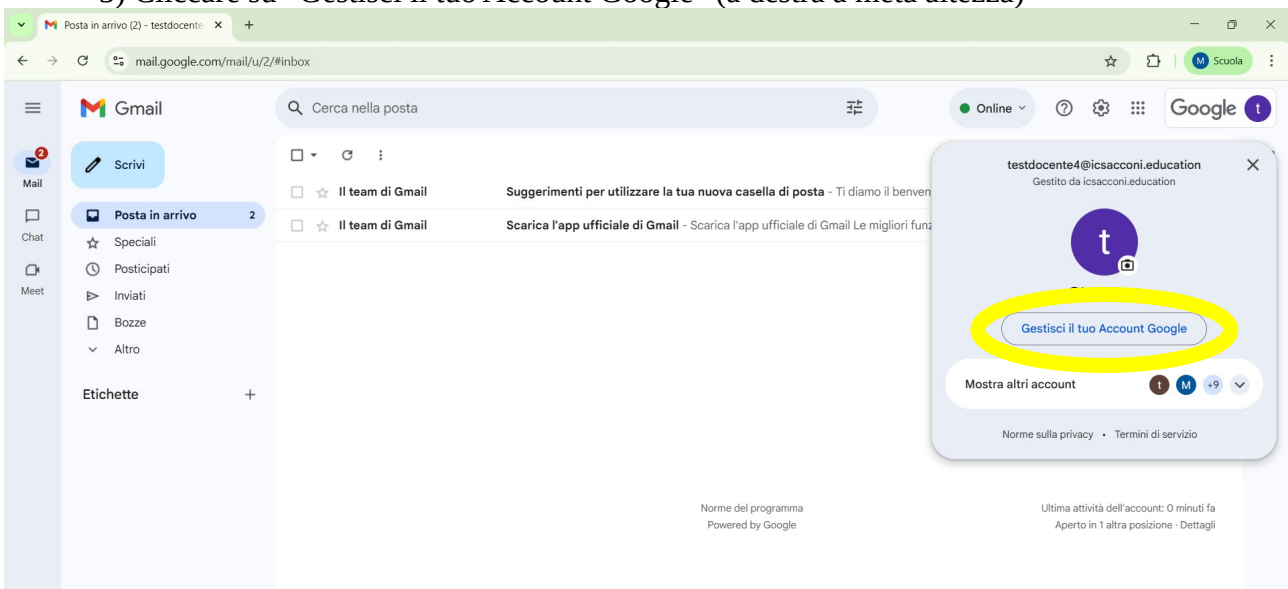 3) Cliccare su "Gestisci il tuo Account Google" (a destra a metà altezza)
Posta in arrivo (2) - testdocente
mail.google.com/mail/u/2/#inbox
Scuola
Gmail
Cerca nella posta
Online
Google
t
2
Mail
Chat
Meet
Scrivi
Posta in arrivo 2
Speciali
Posticipati
Inviati
Bozze
Altro
Etichette
Il team di Gmail Suggerimenti per utilizzare la tua nuova casella di posta - Ti diamo il benven
Il team di Gmail Scarica l'app ufficiale di Gmail - Scarica l'app ufficiale di Gmail Le migliori funz
testdocente4@icsacconi.education
Gestito da icsacconi.education
t
Gestisci il tuo Account Google
Mostra altri account t M +9
Norme sulla privacy • Termini di servizio
Norme del programma
Powered by Google
Ultima attività dell'account: 0 minuti fa
Aperto in 1 altra posizione · Dettagli